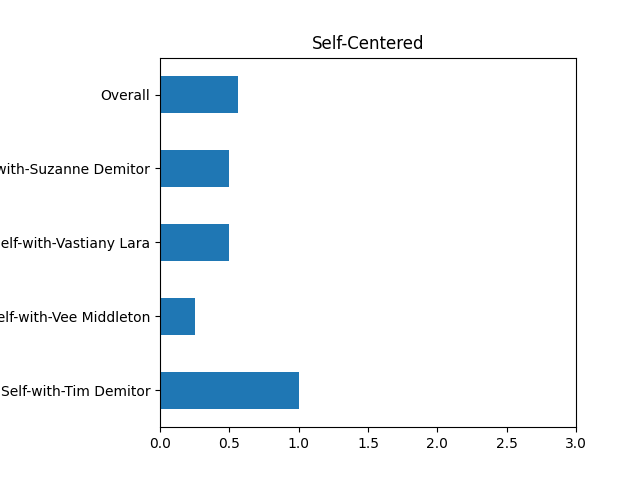 Self-Centered
Overall
with-Suzanne Demitor
elf-with-Vastiany Lara
elf-with-Vee Middleton
Self-with-Tim Demitor
0.0 0.5 1.0 1.5 2.0 2.5 3.0